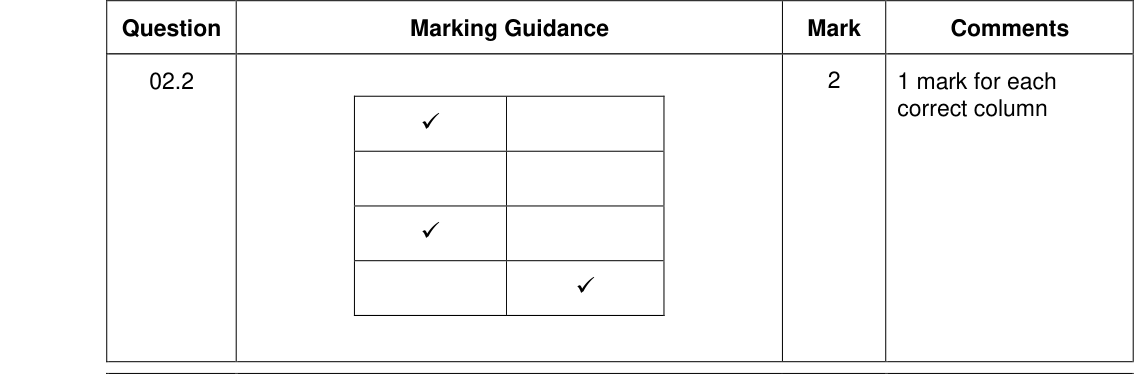 Question Marking Guidance Mark Comments
02.2 2 1 mark for each
correct column
✓
✓
✓